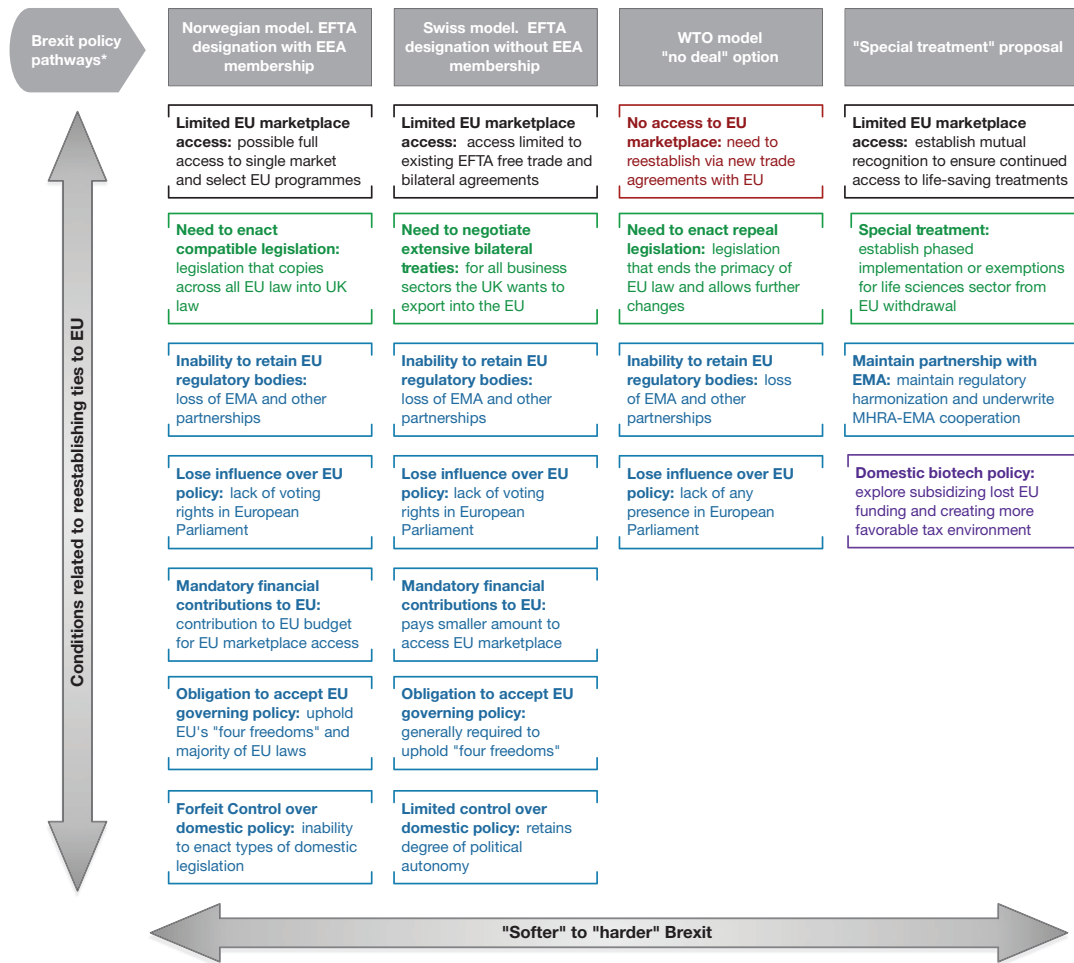 Brexit policy
pathways*
Norwegian model. EFTA
designation with EEA
membership
Swiss model.  EFTA
designation without EEA
membership
WTO model
"no deal" option
"Special treatment" proposal
Limited EU marketplace
access: possible full
access to single market
and select EU programmes
Limited EU marketplace
access:  access limited to
existing EFTA free trade and
bilateral agreements
No access to EU
marketplace: need to
reestablish via new trade
agreements with EU
Limited EU marketplace
access: establish mutual
recognition to ensure continued
access to life-saving treatments
Need to enact
compatible legislation:
legislation that copies
across all EU law into UK
law
Need to negotiate
extensive bilateral
treaties: for all business
sectors the UK wants to
export into the EU
Need to enact repeal
legislation: legislation
that ends the primacy of
EU law and allows further
changes
Special treatment:
establish phased
implementation or exemptions
for life sciences sector from
EU withdrawal
Inability to retain EU
regulatory bodies:
loss of EMA and other
partnerships
Inability to retain EU
regulatory bodies:
loss of EMA and other
partnerships
Inability to retain EU
regulatory bodies: loss
of EMA and other
partnerships
Maintain partnership with
EMA: maintain regulatory
harmonization and underwrite
MHRA-EMA cooperation
Lose influence over EU
policy: lack of voting
rights in European
Parliament
Lose influence over EU
policy: lack of voting
rights in European
Parliament
Lose influence over EU
policy: lack of any
presence in European
Parliament
Domestic biotech policy:
explore subsidizing lost EU
funding and creating more
favorable tax environment
Mandatory financial
contributions to EU:
contribution to EU budget
for EU marketplace access
Mandatory financial
contributions to EU:
pays smaller amount to
access EU marketplace
Obligation to accept EU
governing policy: uphold
EU's "four freedoms" and
majority of EU laws
Obligation to accept EU
governing policy:
generally required to
uphold "four freedoms"
Forfeit Control over
domestic policy: inability
to enact types of domestic
legislation
Limited control over
domestic policy: retains
degree of political
autonomy
Conditions related to reestablishing ties to EU
"Softer" to "harder" Brexit